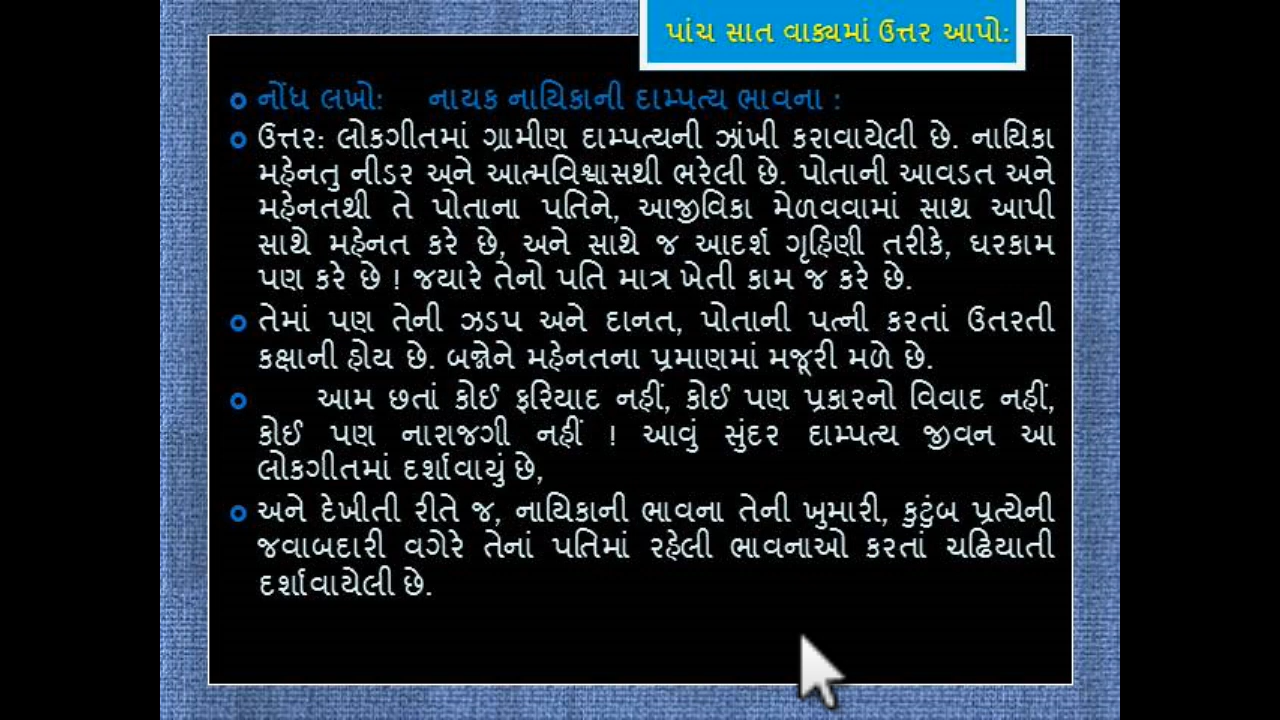 પાંચ સાત વાક્યમાં ઉત્તર આપો:
નોંધ લખો: નાયક નાયિકાની દામ્પત્ય ભાવના :
ઉત્તર: લોકગીતમાં ગ્રામીણ દામ્પત્યની ઝાંખી કરાવાયેલી છે. નાયિકા
મહેનતુ નીડર અને આત્મવિશ્વાસથી ભરેલી છે. પોતાની આવડત અને
મહેનતથી તે પોતાના પતિને, આજીવિકા મેળવવામાં સાથ આપી
સાથે મહેનત કરે છે, અને સાથે જ આદર્શ ગૃહિણી તરીકે, ઘરકામ
પણ કરે છે ! જયારે તેનો પતિ માત્ર ખેતી કામ જ કરે છે.
તેમાં પણ તેની ઝડપ અને દાનત, પોતાની પત્ની કરતાં ઉતરતી
કક્ષાની હોય છે. બન્નેને મહેનતના પ્રમાણમાં મજૂરી મળે છે.
આમ છતાં કોઈ ફરિયાદ નહીં, કોઈ પણ પ્રકારનો વિવાદ નહીં,
કોઈ પણ નારાજગી નહીં ! આવું સુંદર દામ્પત્ય જીવન આ
લોકગીતમાં દર્શાવાયું છે,
અને દેખીતી રીતે જ, નાયિકાની ભાવના તેની ખુમારી, કુટુંબ પ્રત્યેની
જવાબદારી વગેરે તેનાં પતિમાં રહેલી ભાવનાઓ કરતાં ચઢિયાતી
દર્શાવાયેલી છે.